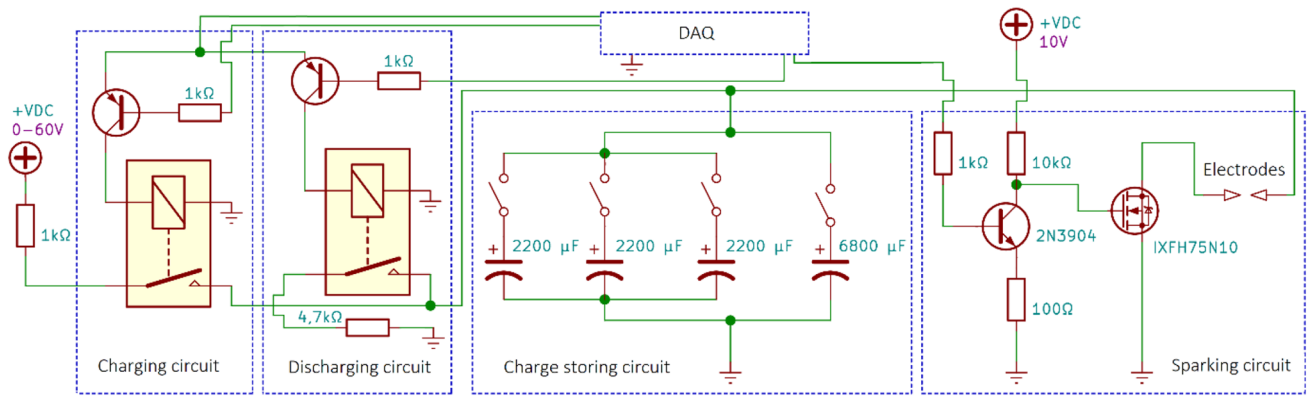 DAQ
+VDC
10V
1kΩ
1kΩ
+VDC
0-60V
1kΩ
1kΩ
10kΩ
Electrodes
2N3904
IXFH75N10
+ 2200 µF
+ 2200 µF
+ 2200 µF
+ 6800 µF
4,7kΩ
100Ω
Charging circuit
Discharging circuit
Charge storing circuit
Sparking circuit